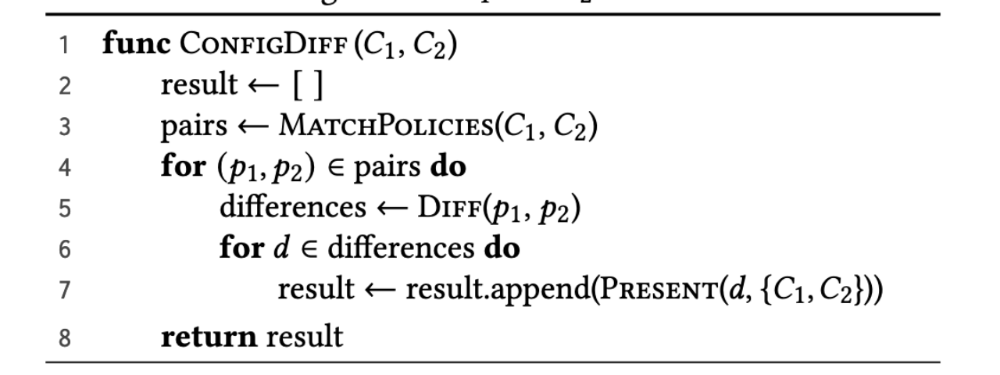 1 func CONFIGDIFF (C₁, C₂)
2 result ← [ ]
3 pairs ← MATCHPOLICIES(C₁, C₂)
4 for (p₁, p₂) ∈ pairs do
5 differences ← DIFF(p₁, p₂)
6 for d ∈ differences do
7 result ← result.append(PRESENT(d, {C₁, C₂}))
8 return result